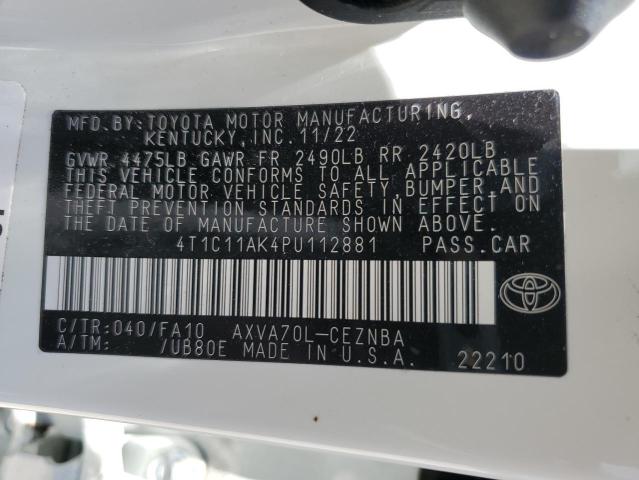 MFD.BY:TOYOTA MOTOR MANUFACTURING,
KENTUCKY,INC.11/22
GVWR 4475LB GAWR FR 2490LB RR 2420LB
THIS VEHICLE CONFORMS TO ALL APPLICABLE
FEDERAL MOTOR VEHICLE SAFETY,BUMPER,AND
THEFT PREVENTION STANDARDS IN EFFECT ON
THE DATE OF MANUFACTURE SHOWN ABOVE.
4T1C11AK4PU112881 PASS.CAR
C/TR:040/FA10 AXVA70L-CEZNBA
A/TM: /UB80E MADE IN U.S.A. 22210